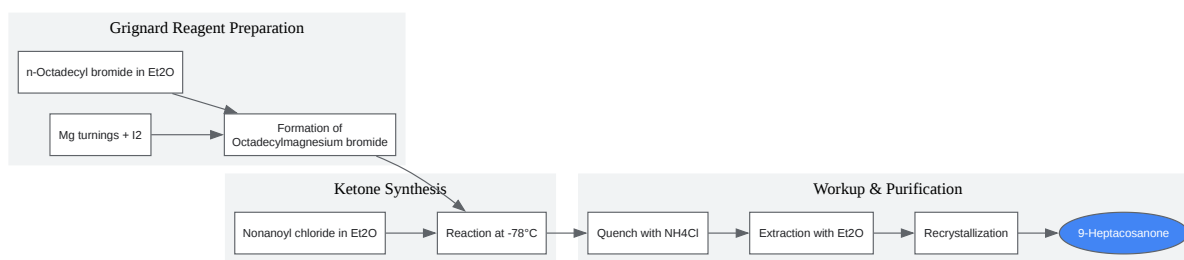 Grignard Reagent Preparation
n-Octadecyl bromide in Et2O
Mg turnings + I2
Formation of
Octadecylmagnesium bromide
Ketone Synthesis
Nonanoyl chloride in Et2O
Reaction at -78°C
Workup & Purification
Quench with NH4Cl
Extraction with Et2O
Recrystallization
9-Heptacosanone